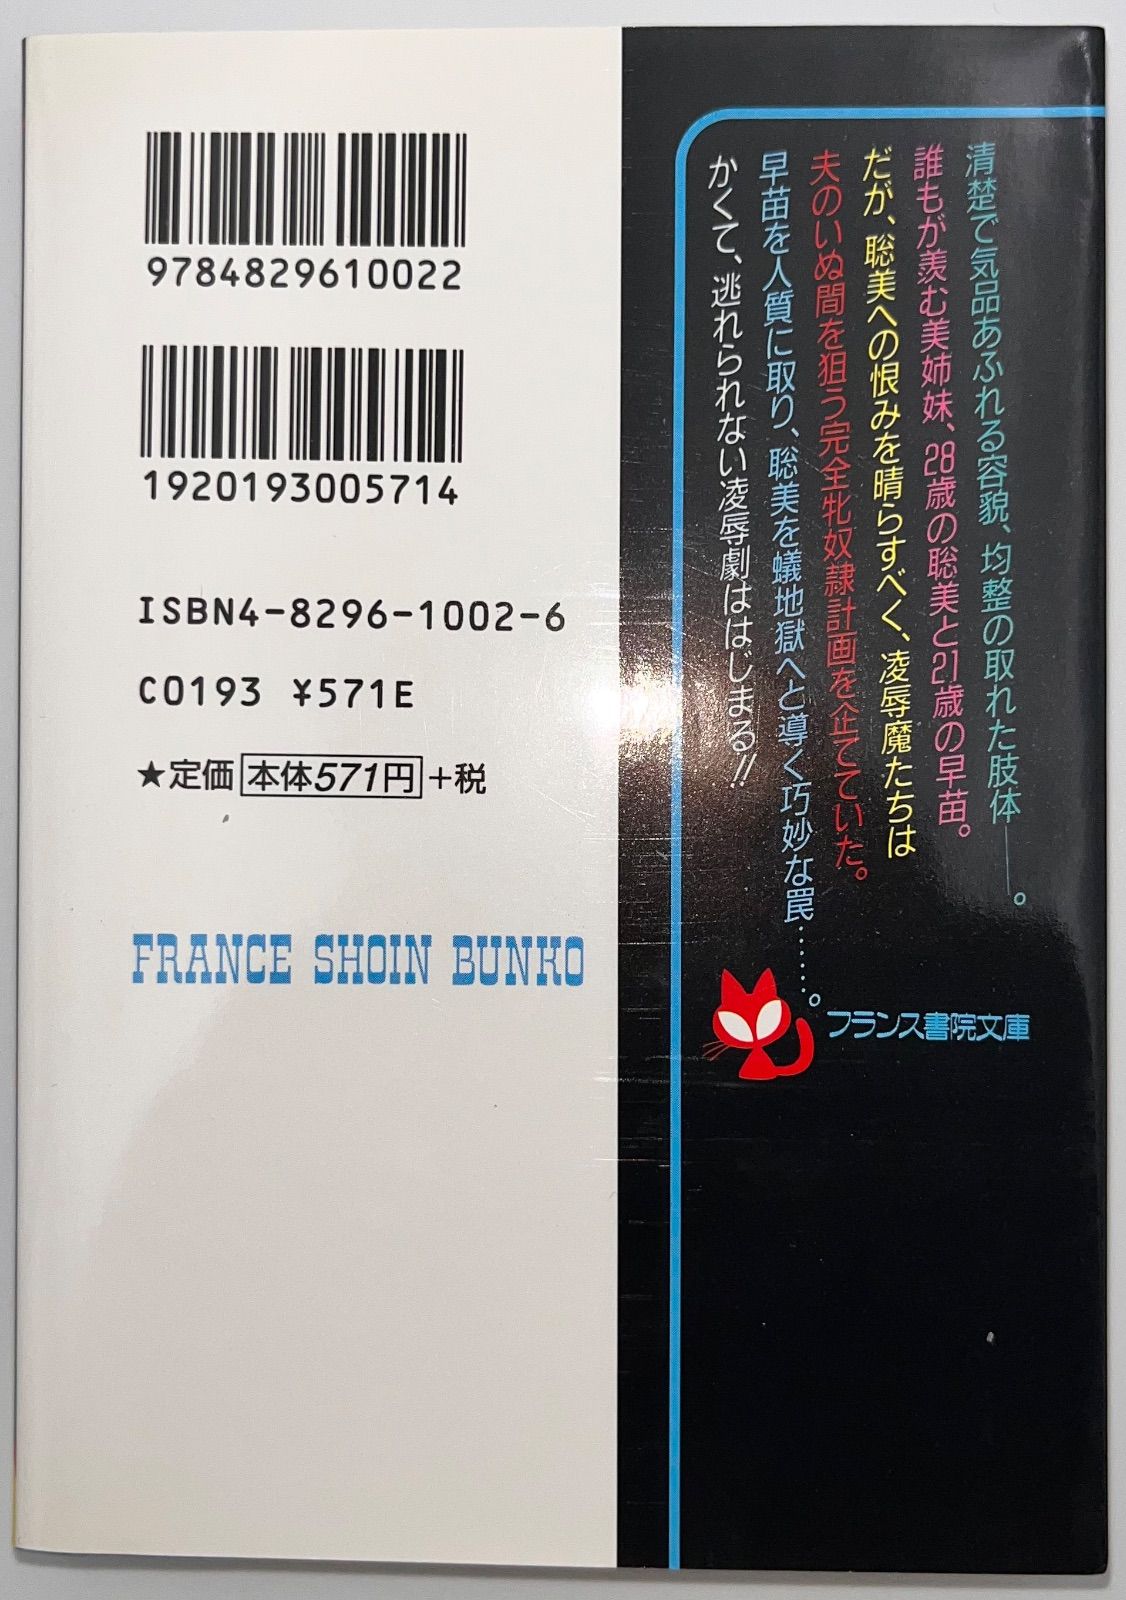 清楚で気品あふれる容貌、均整の取れた肢体――。
誰もが羨む美姉妹、28歳の聡美と21歳の早苗。
だが、聡美への恨みを晴らすべく、凌辱魔たちは
夫のいぬ間を狙う完全牝奴隷計画を企てていた。
早苗を人質に取り、聡美を蟻地獄へと導く巧妙な罠……。
かくて、逃れられない凌辱劇ははじまる!!
フランス書院文庫
9784829610022
1920193005714
ISBN4-8296-1002-6
C0193 ¥571E
★定価 本体571円 +税
FRANCE SHOIN BUNKO